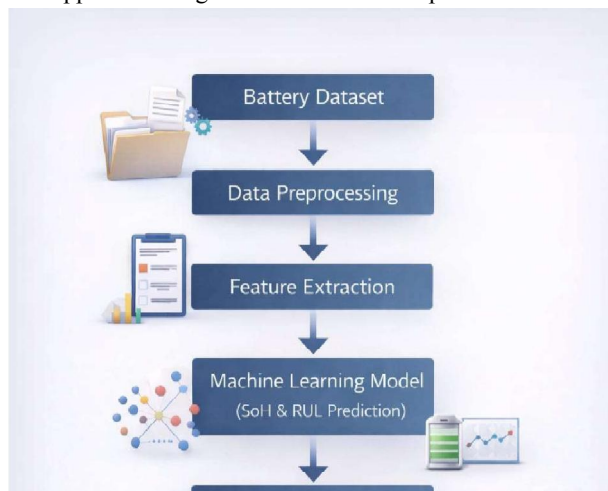 Battery Dataset
Data Preprocessing
Feature Extraction
Machine Learning Model
(SoH & RUL Prediction)